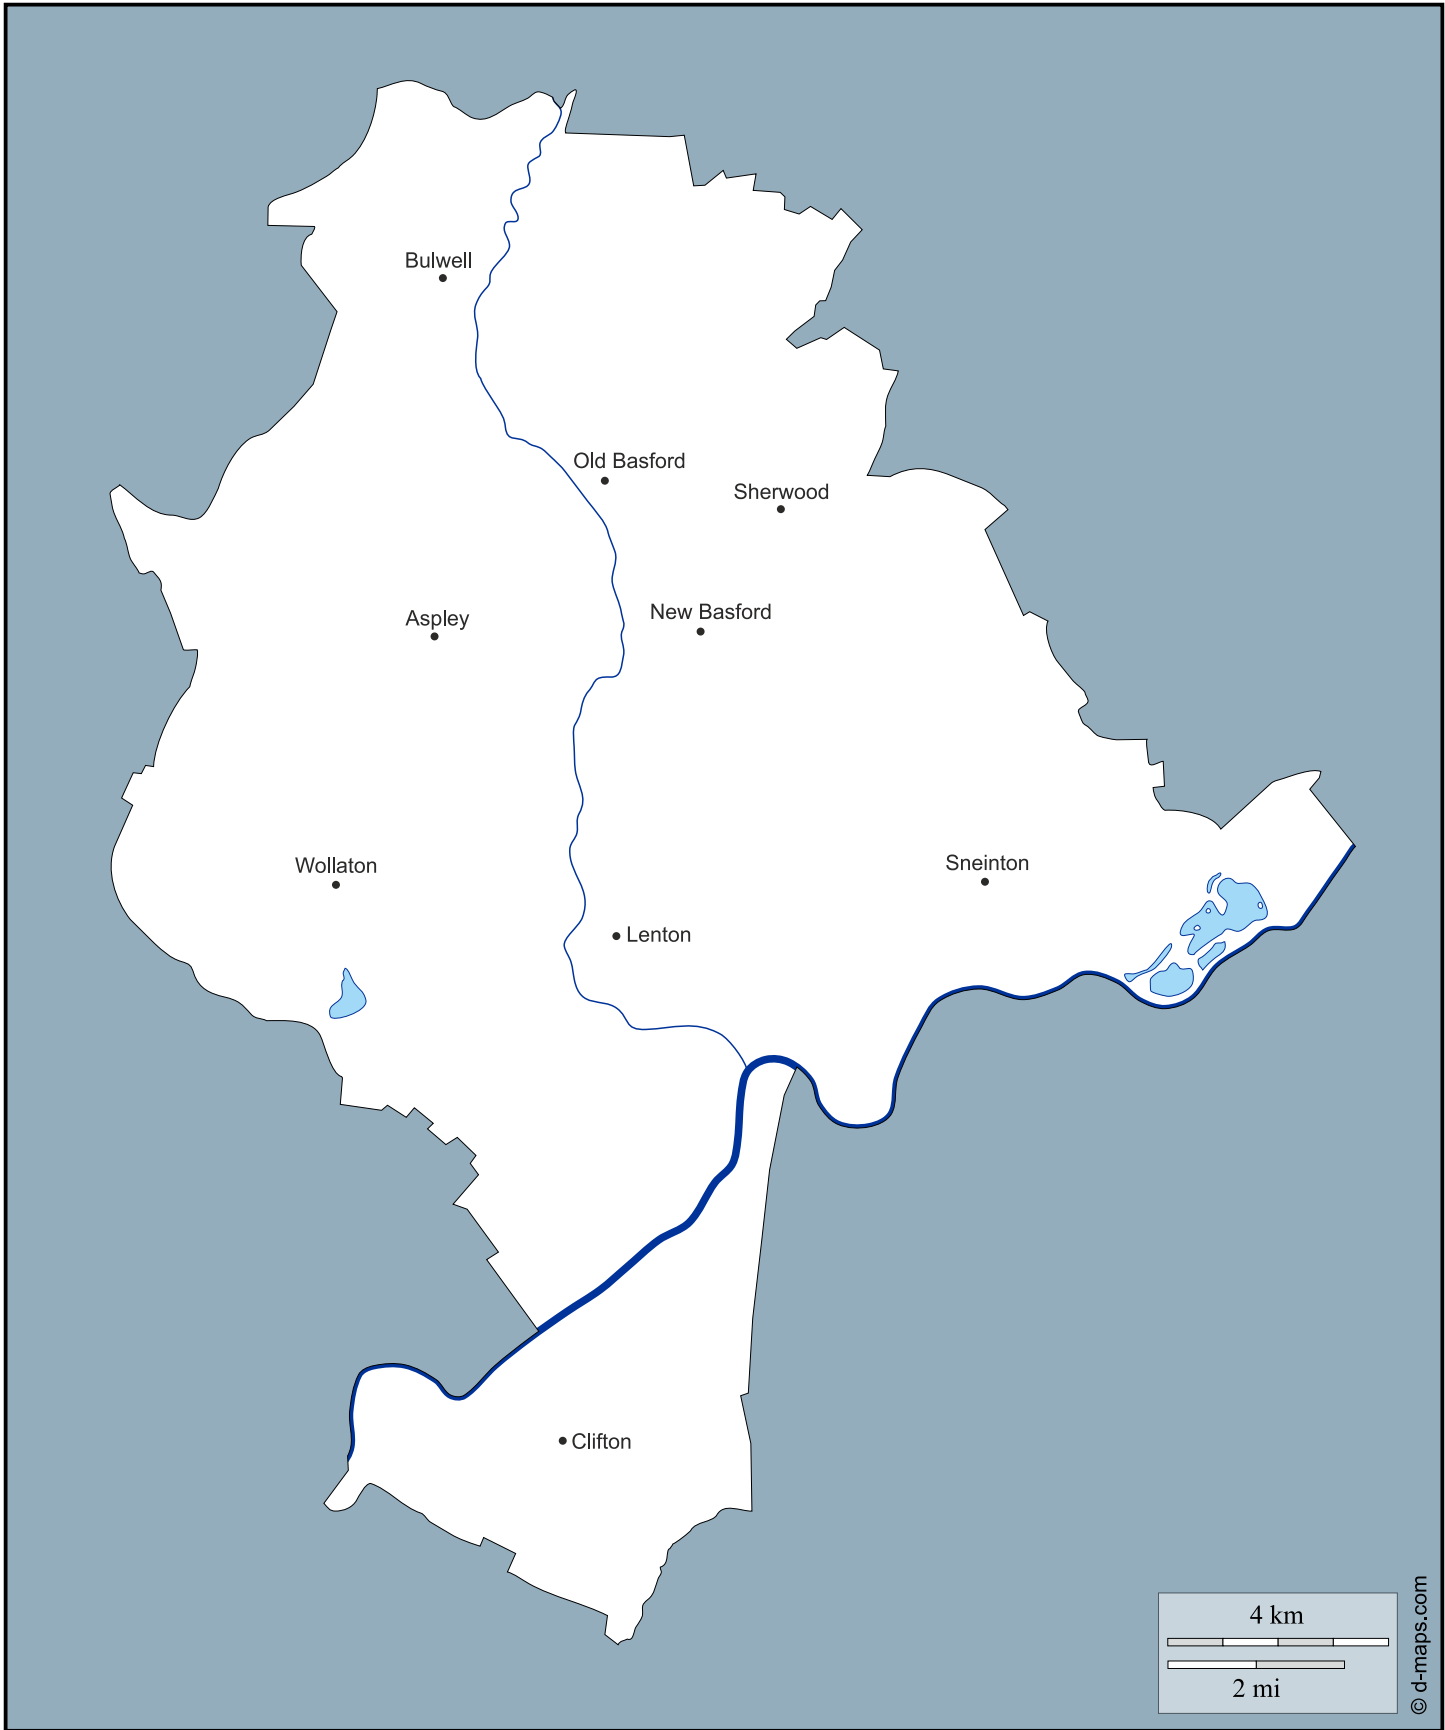 Bulwell
Old Basford
Sherwood
New Basford
Aspley
Sneinton
Wollaton
Lenton
Clifton
4 km
2 mi
© d-maps.com